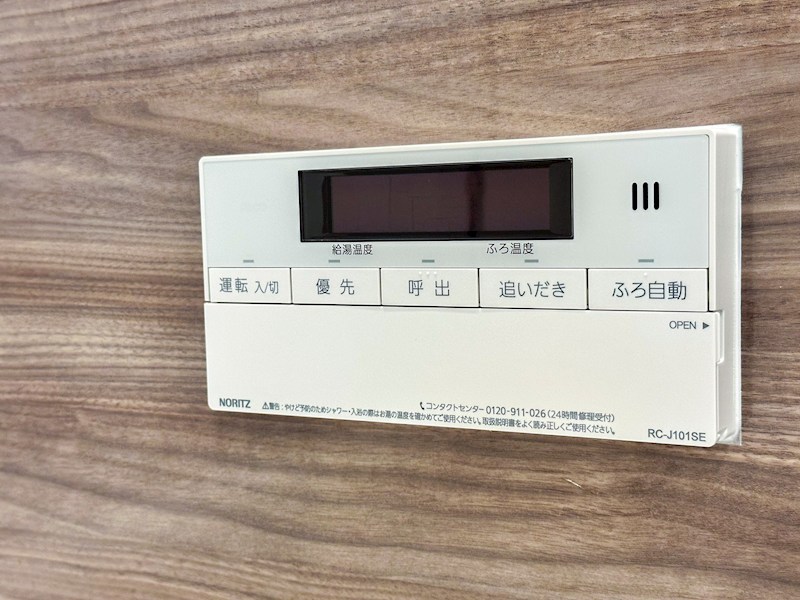 給湯温度 ふろ温度
運転 入/切 優先 呼出 追いだき ふろ自動
OPEN ▶
コンタクトセンター 0120-911-026 (24時間修理受付)
NORITZ ⚠警告:やけど予防のためシャワー・入浴の際はお湯の温度を確かめてご使用ください。取扱説明書をよく読み正しくご使用ください。
RC-J101SE